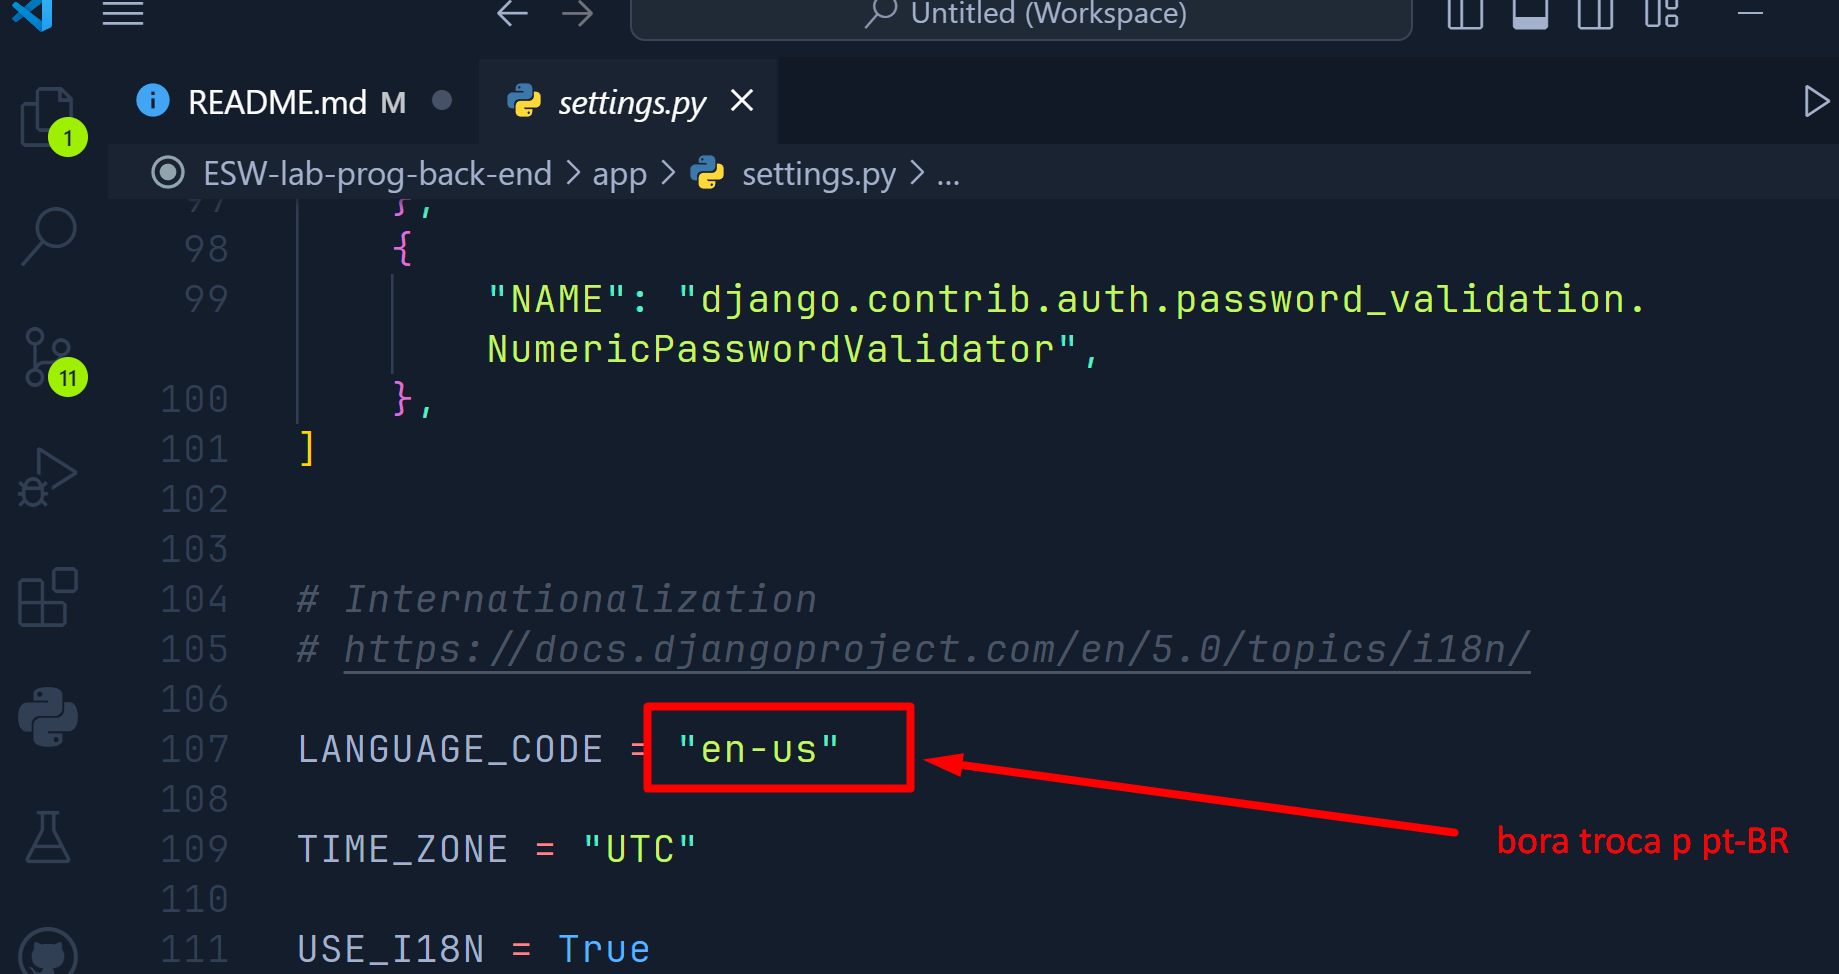 Untitled (Workspace)
README.md M
settings.py
1
ESW-lab-prog-back-end > app > settings.py > ...
97 },
98 {
99 "NAME": "django.contrib.auth.password_validation.
NumericPasswordValidator",
100 },
101 ]
102
103
104 # Internationalization
105 # https://docs.djangoproject.com/en/5.0/topics/i18n/
106
107 LANGUAGE_CODE = "en-us"
108
109 TIME_ZONE = "UTC"
110
111 USE_I18N = True
11
bora troca p pt-BR